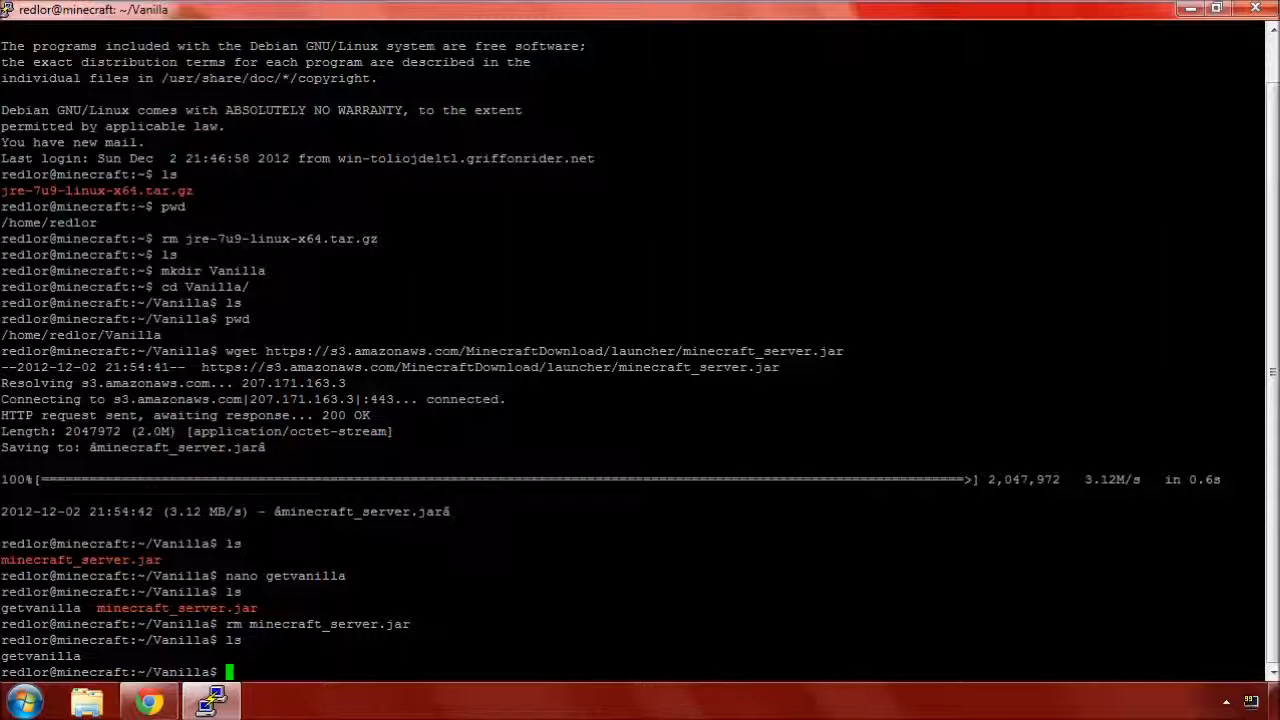 redlor@minecraft: ~/Vanilla
The programs included with the Debian GNU/Linux system are free software;
the exact distribution terms for each program are described in the
individual files in /usr/share/doc/*/copyright.
Debian GNU/Linux comes with ABSOLUTELY NO WARRANTY, to the extent
permitted by applicable law.
You have new mail.
Last login: Sun Dec  2 21:46:58 2012 from win-toliojdeltl.griffonrider.net
redlor@minecraft:~$ ls
jre-7u9-linux-x64.tar.gz
redlor@minecraft:~$ pwd
/home/redlor
redlor@minecraft:~$ rm jre-7u9-linux-x64.tar.gz
redlor@minecraft:~$ ls
redlor@minecraft:~$ mkdir Vanilla
redlor@minecraft:~$ cd Vanilla/
redlor@minecraft:~/Vanilla$ ls
redlor@minecraft:~/Vanilla$ pwd
/home/redlor/Vanilla
redlor@minecraft:~/Vanilla$ wget https://s3.amazonaws.com/MinecraftDownload/launcher/minecraft_server.jar
--2012-12-02 21:54:41-- https://s3.amazonaws.com/MinecraftDownload/launcher/minecraft_server.jar
Resolving s3.amazonaws.com... 207.171.163.3
Connecting to s3.amazonaws.com|207.171.163.3|:443... connected.
HTTP request sent, awaiting response... 200 OK
Length: 2047972 (2.0M) [application/octet-stream]
Saving to: âminecraft_server.jarâ
100%[======================================>] 2,047,972   3.12M/s   in 0.6s
2012-12-02 21:54:42 (3.12 MB/s) - âminecraft_server.jarâ
redlor@minecraft:~/Vanilla$ ls
minecraft_server.jar
redlor@minecraft:~/Vanilla$ nano getvanilla
redlor@minecraft:~/Vanilla$ ls
getvanilla  minecraft_server.jar
redlor@minecraft:~/Vanilla$ rm minecraft_server.jar
redlor@minecraft:~/Vanilla$ ls
getvanilla
redlor@minecraft:~/Vanilla$
99